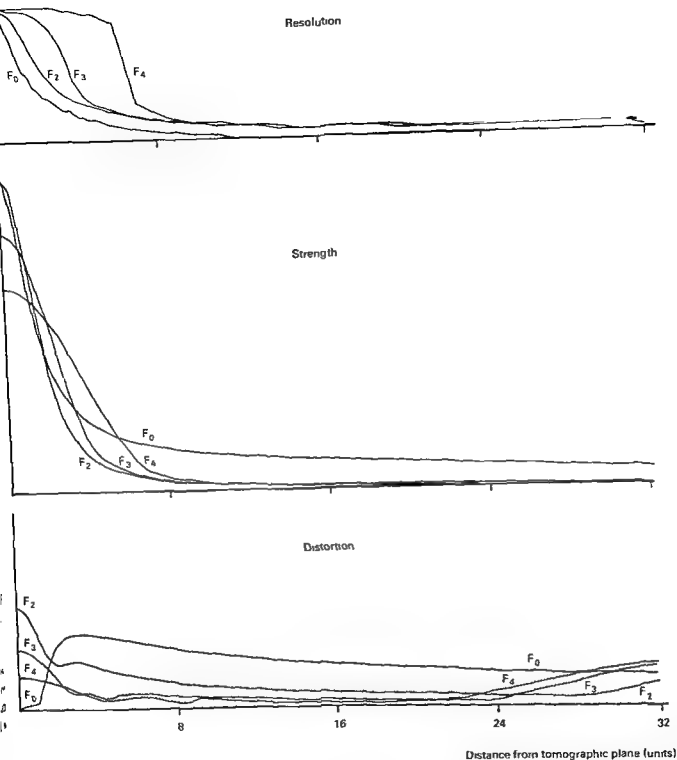 Resolution
F0 F2 F3 F4
Strength
F0
F2 F3 F4
Distortion
F2
F3
F4
F0
F0
F4 F3 F2
8 16 24 32
Distance from tomographic plane (units)